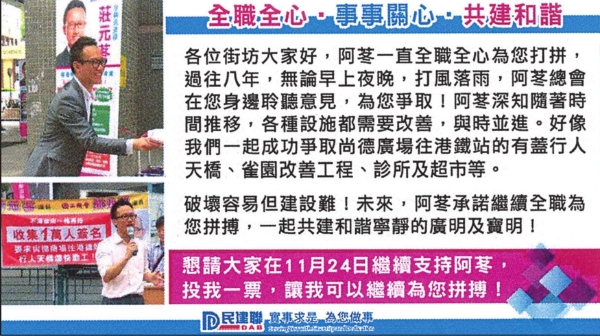 全職全心・事事關心・共建和諧
莊元苳
各位街坊大家好，阿苳一直全職全心為您打拼，
過往八年，無論早上夜晚，打風落雨，阿苳總會
在您身邊聆聽意見，為您爭取！阿苳深知隨著時
間推移，各種設施都需要改善，與時並進。好像
我們一起成功爭取尚德廣場往港鐵站的有蓋行人
天橋、雀園改善工程、診所及超市等。
收集1萬人簽名
行人天橋儘快動工！
破壞容易但建設難！未來，阿苳承諾繼續全職為
您拼搏，一起共建和諧寧靜的廣明及寶明！
懇請大家在11月24日繼續支持阿苳，
投我一票，讓我可以繼續為您拼搏！
民建聯
DAB
實事求是 為您做事